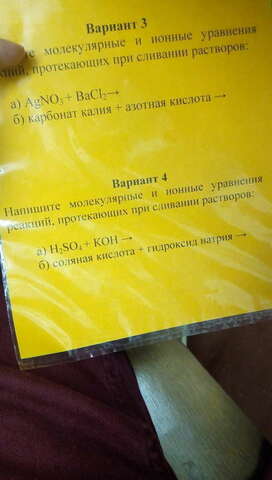 Вариант 3
молекулярные и ионные уравнения
протекающих при сливании растворов:
а) AgNO₃ + BaCl₂ →
б) карбонат калия + азотная кислота →
Вариант 4
Напишите молекулярные и ионные уравнения
реакций, протекающих при сливании растворов:
а) H₂SO₄ + KOH →
б) соляная кислота + гидроксид натрия →